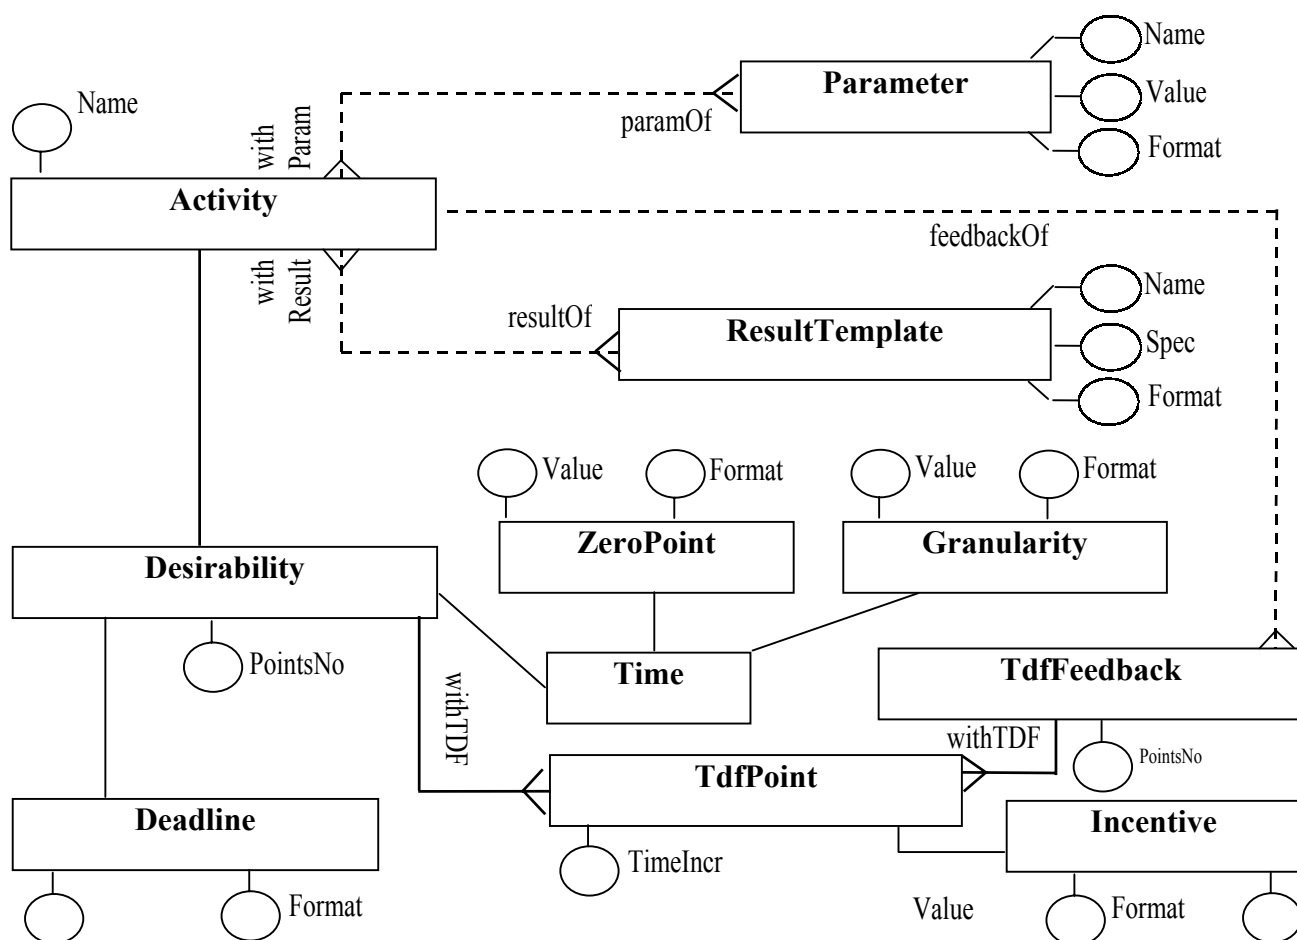 Name
Parameter
Name
Value
Format
paramOf
with
Param
Activity
feedbackOf
with
Result
resultOf
ResultTemplate
Name
Spec
Format
Value
Format
Value
Format
ZeroPoint
Granularity
Desirability
PointsNo
Time
TdfFeedback
withTDF
withTDF
PointsNo
TdfPoint
Deadline
Incentive
TimeIncr
Format
Value
Format